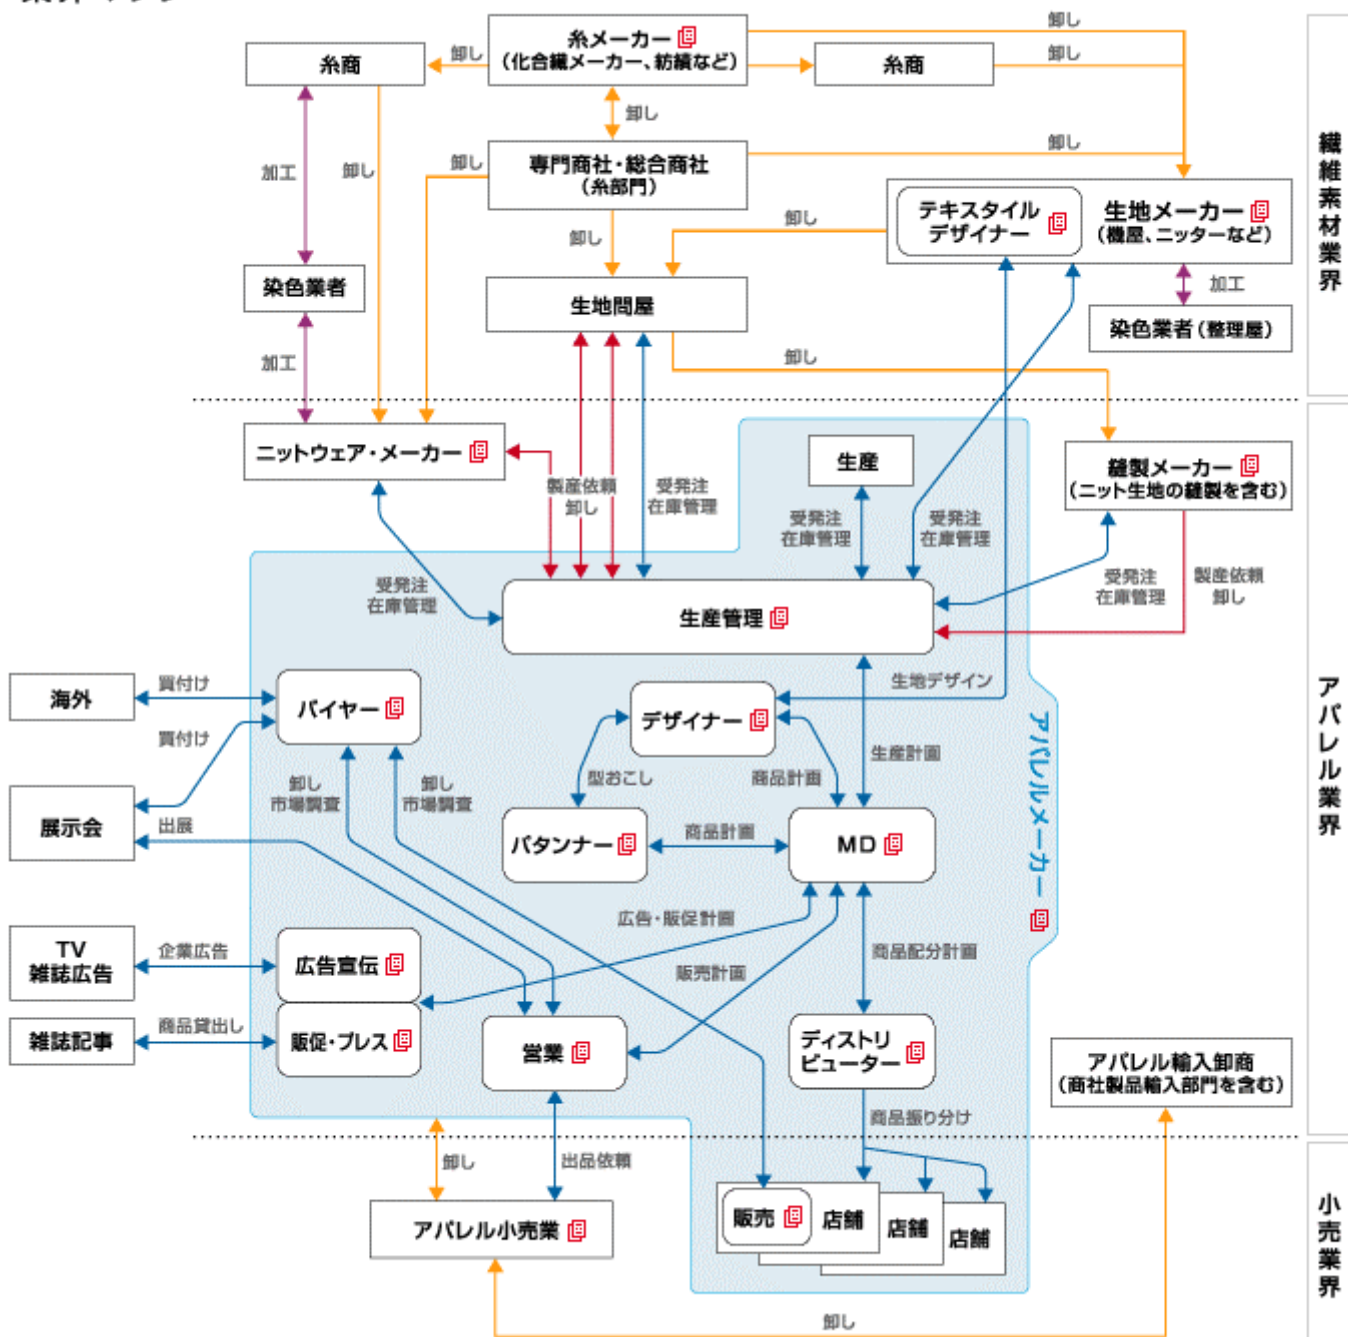 卸し
糸メーカー
(化合繊メーカー、紡績など)
糸商
卸し
糸商
卸し
卸し
専門商社・総合商社
(糸部門)
卸し
卸し
加工
卸し
テキスタイル
デザイナー
生地メーカー
(機屋、ニッターなど)
卸し
卸し
染色業者
生地問屋
加工
染色業者(整理屋)
加工
卸し
繊維素材業界
ニットウェア・メーカー
生産
縫製メーカー
(ニット生地の縫製を含む)
製産依頼
卸し
受発注
在庫管理
受発注
在庫管理
受発注
在庫管理
受発注
在庫管理
受発注
在庫管理
製産依頼
卸し
生産管理
生地デザイン
海外
買付け
バイヤー
デザイナー
買付け
アパレルメーカー
アパレル業界
卸し
市場調査
卸し
市場調査
型おこし
商品計画
生産計画
展示会
出展
パタンナー
商品計画
MD
広告・販促計画
TV
雑誌広告
企業広告
広告宣伝
販売計画
商品配分計画
雑誌記事
商品貸出し
販促・プレス
営業
ディストリ
ビューター
アパレル輸入卸商
(商社製品輸入部門を含む)
商品振り分け
卸し
出品依頼
アパレル小売業
販売
店舗
店舗
店舗
小売業界
卸し